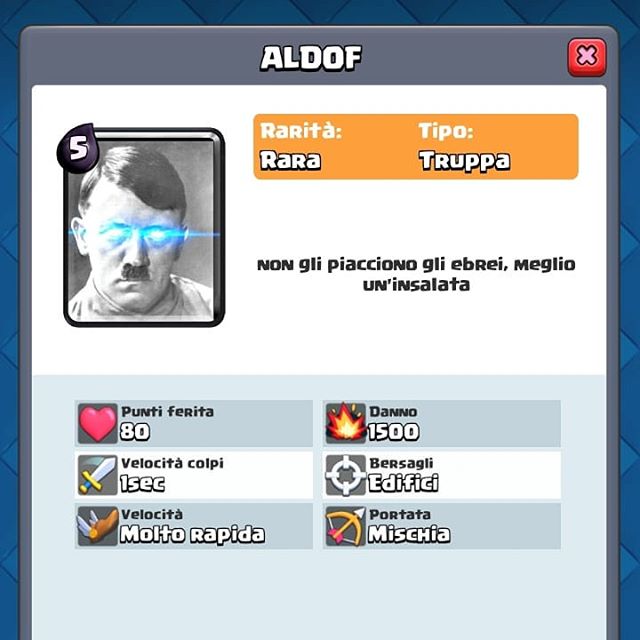 ALDOF
5
Rarità:
Tipo:
Rara
Truppa
non gli piacciono gli ebrei, meglio
un'insalata
Punti ferita
80
Danno
1500
Velocità colpi
1sec
Bersagli
Edifici
Velocità
Molto rapida
Portata
Mischia